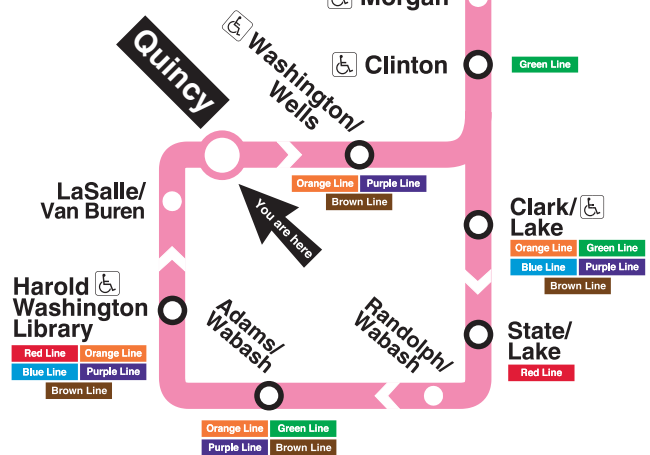 Morgan
Clinton
Green Line
Quincy
Washington/
Wells
Orange Line Purple Line
Brown Line
You are here
LaSalle/
Van Buren
Clark/
Lake
Orange Line Green Line
Blue Line Purple Line
Brown Line
Harold
Washington
Library
Red Line Orange Line
Blue Line Purple Line
Brown Line
Adams/
Wabash
Orange Line Green Line
Purple Line Brown Line
Randolph/
Wabash
State/
Lake
Red Line